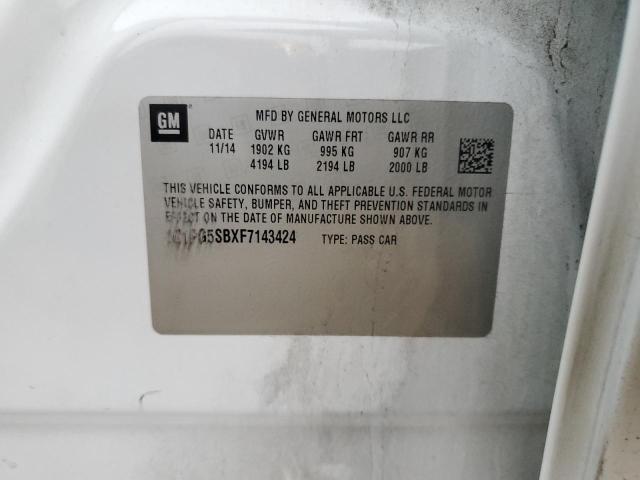 GM
MFD BY GENERAL MOTORS LLC
DATE GVWR GAWR FRT GAWR RR
11/14 1902 KG 995 KG 907 KG
4194 LB 2194 LB 2000 LB
THIS VEHICLE CONFORMS TO ALL APPLICABLE U.S. FEDERAL MOTOR
VEHICLE SAFETY, BUMPER, AND THEFT PREVENTION STANDARDS IN
EFFECT ON THE DATE OF MANUFACTURE SHOWN ABOVE.
TYPE: PASS CAR